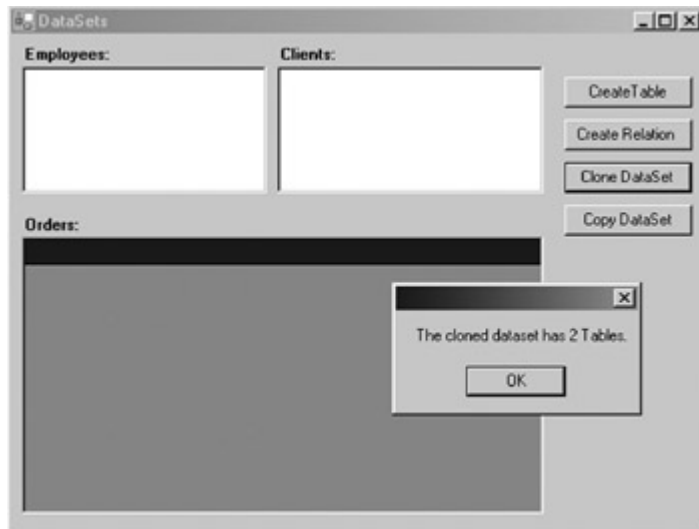 DataSets
Employees:
Clients:
CreateTable
Create Relation
Clone DataSet
Copy DataSet
Orders:
The cloned dataset has 2 Tables.
OK